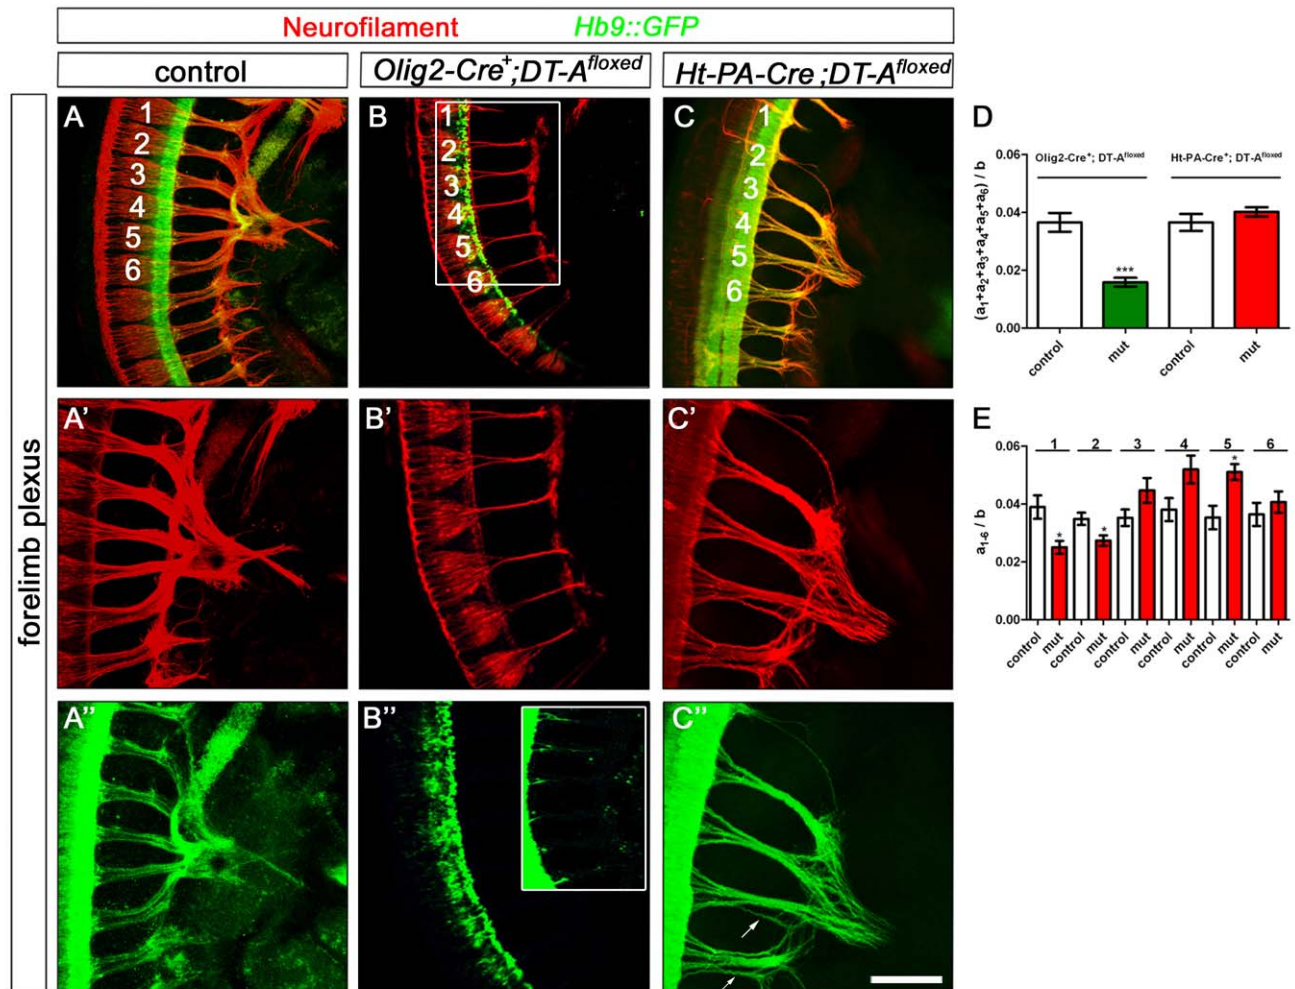 Neurofilament Hb9::GFP
control
Olig2-Cre⁺;DT-Aᶠˡᵒˣᵉᵈ
Ht-PA-Cre ;DT-Aᶠˡᵒˣᵉᵈ
forelimb plexus
A
1
2
3
4
5
6
B
1
2
3
4
5
6
C
1
2
3
4
5
6
A'
B'
C'
A''
B''
C''
D
Olig2-Cre⁺; DT-Aᶠˡᵒˣᵉᵈ
Ht-PA-Cre⁺; DT-Aᶠˡᵒˣᵉᵈ
(a₁+a₂+a₃+a₄+a₅+a₆) / b
0.06
0.04
0.02
0.00
***
control
mut
control
mut
E
1 2 3 4 5 6
a₁₋₆ / b
0.06
0.04
0.02
0.00
*
*
*
control
mut
control
mut
control
mut
control
mut
control
mut
control
mut